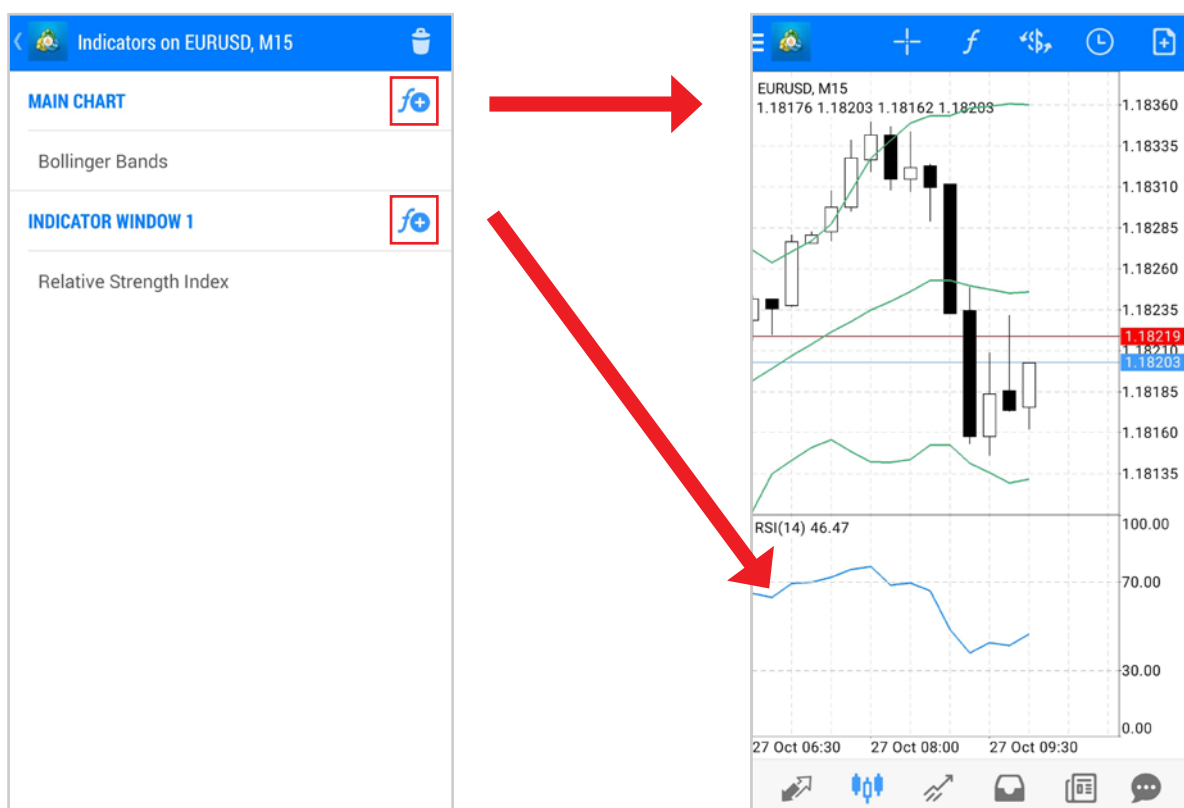 Indicators on EURUSD, M15
MAIN CHART
Bollinger Bands
INDICATOR WINDOW 1
Relative Strength Index
EURUSD, M15
1.18176 1.18203 1.18162 1.18203
1.18360
1.18335
1.18310
1.18285
1.18260
1.18235
1.18219
1.18210
1.18203
1.18185
1.18160
1.18135
RSI(14) 46.47
100.00
70.00
30.00
0.00
27 Oct 06:30 27 Oct 08:00 27 Oct 09:30